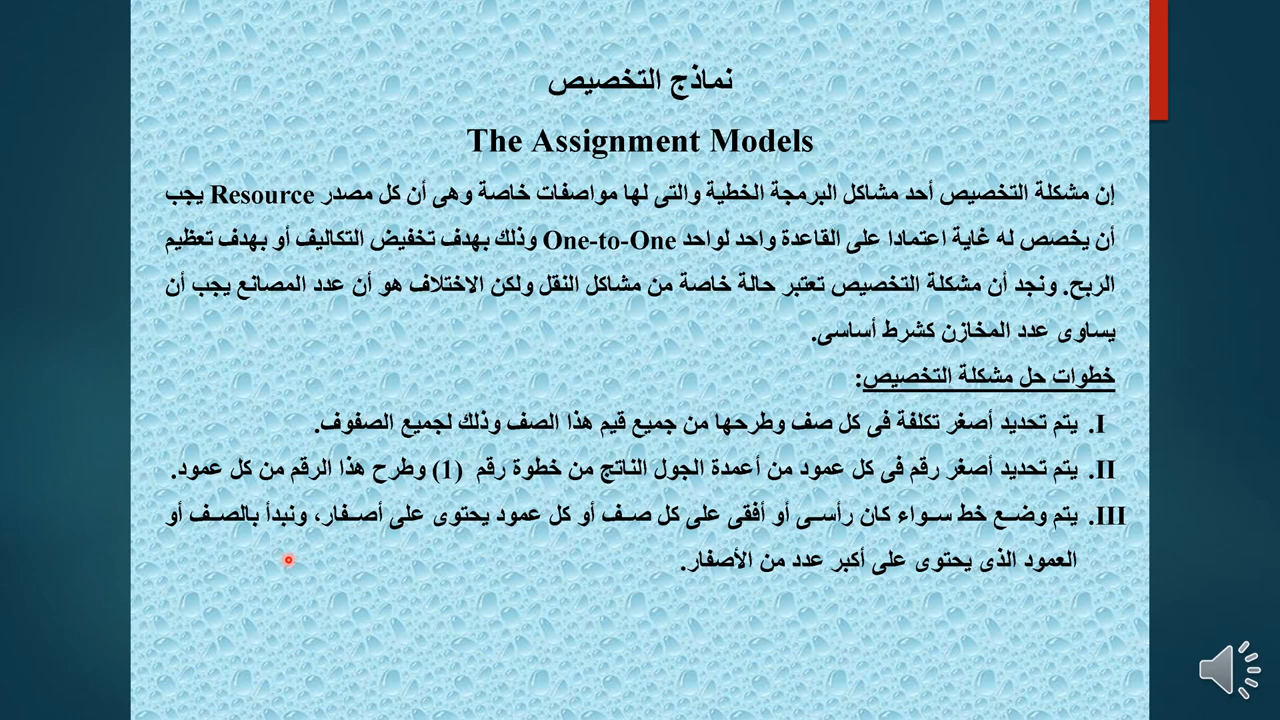 نماذج التخصيص
The Assignment Models
إن مشكلة التخصيص أحد مشاكل البرمجة الخطية والتى لها مواصفات خاصة وهى أن كل مصدر Resource يجب
أن يخصص له غاية اعتمادا على القاعدة واحد لواحد One-to-One وذلك بهدف تخفيض التكاليف أو بهدف تعظيم
الربح. ونجد أن مشكلة التخصيص تعتبر حالة خاصة من مشاكل النقل ولكن الاختلاف هو أن عدد المصانع يجب أن
يساوى عدد المخازن كشرط أساسى.
خطوات حل مشكلة التخصيص:
I. يتم تحديد أصغر تكلفة فى كل صف وطرحها من جميع قيم هذا الصف وذلك لجميع الصفوف.
II. يتم تحديد أصغر رقم فى كل عمود من أعمدة الجول الناتج من خطوة رقم (1) وطرح هذا الرقم من كل عمود.
III. يتم وضع خط سواء كان رأسى أو أفقى على كل صف أو كل عمود يحتوى على أصفار، ونبدأ بالصف أو
العمود الذى يحتوى على أكبر عدد من الأصفار.